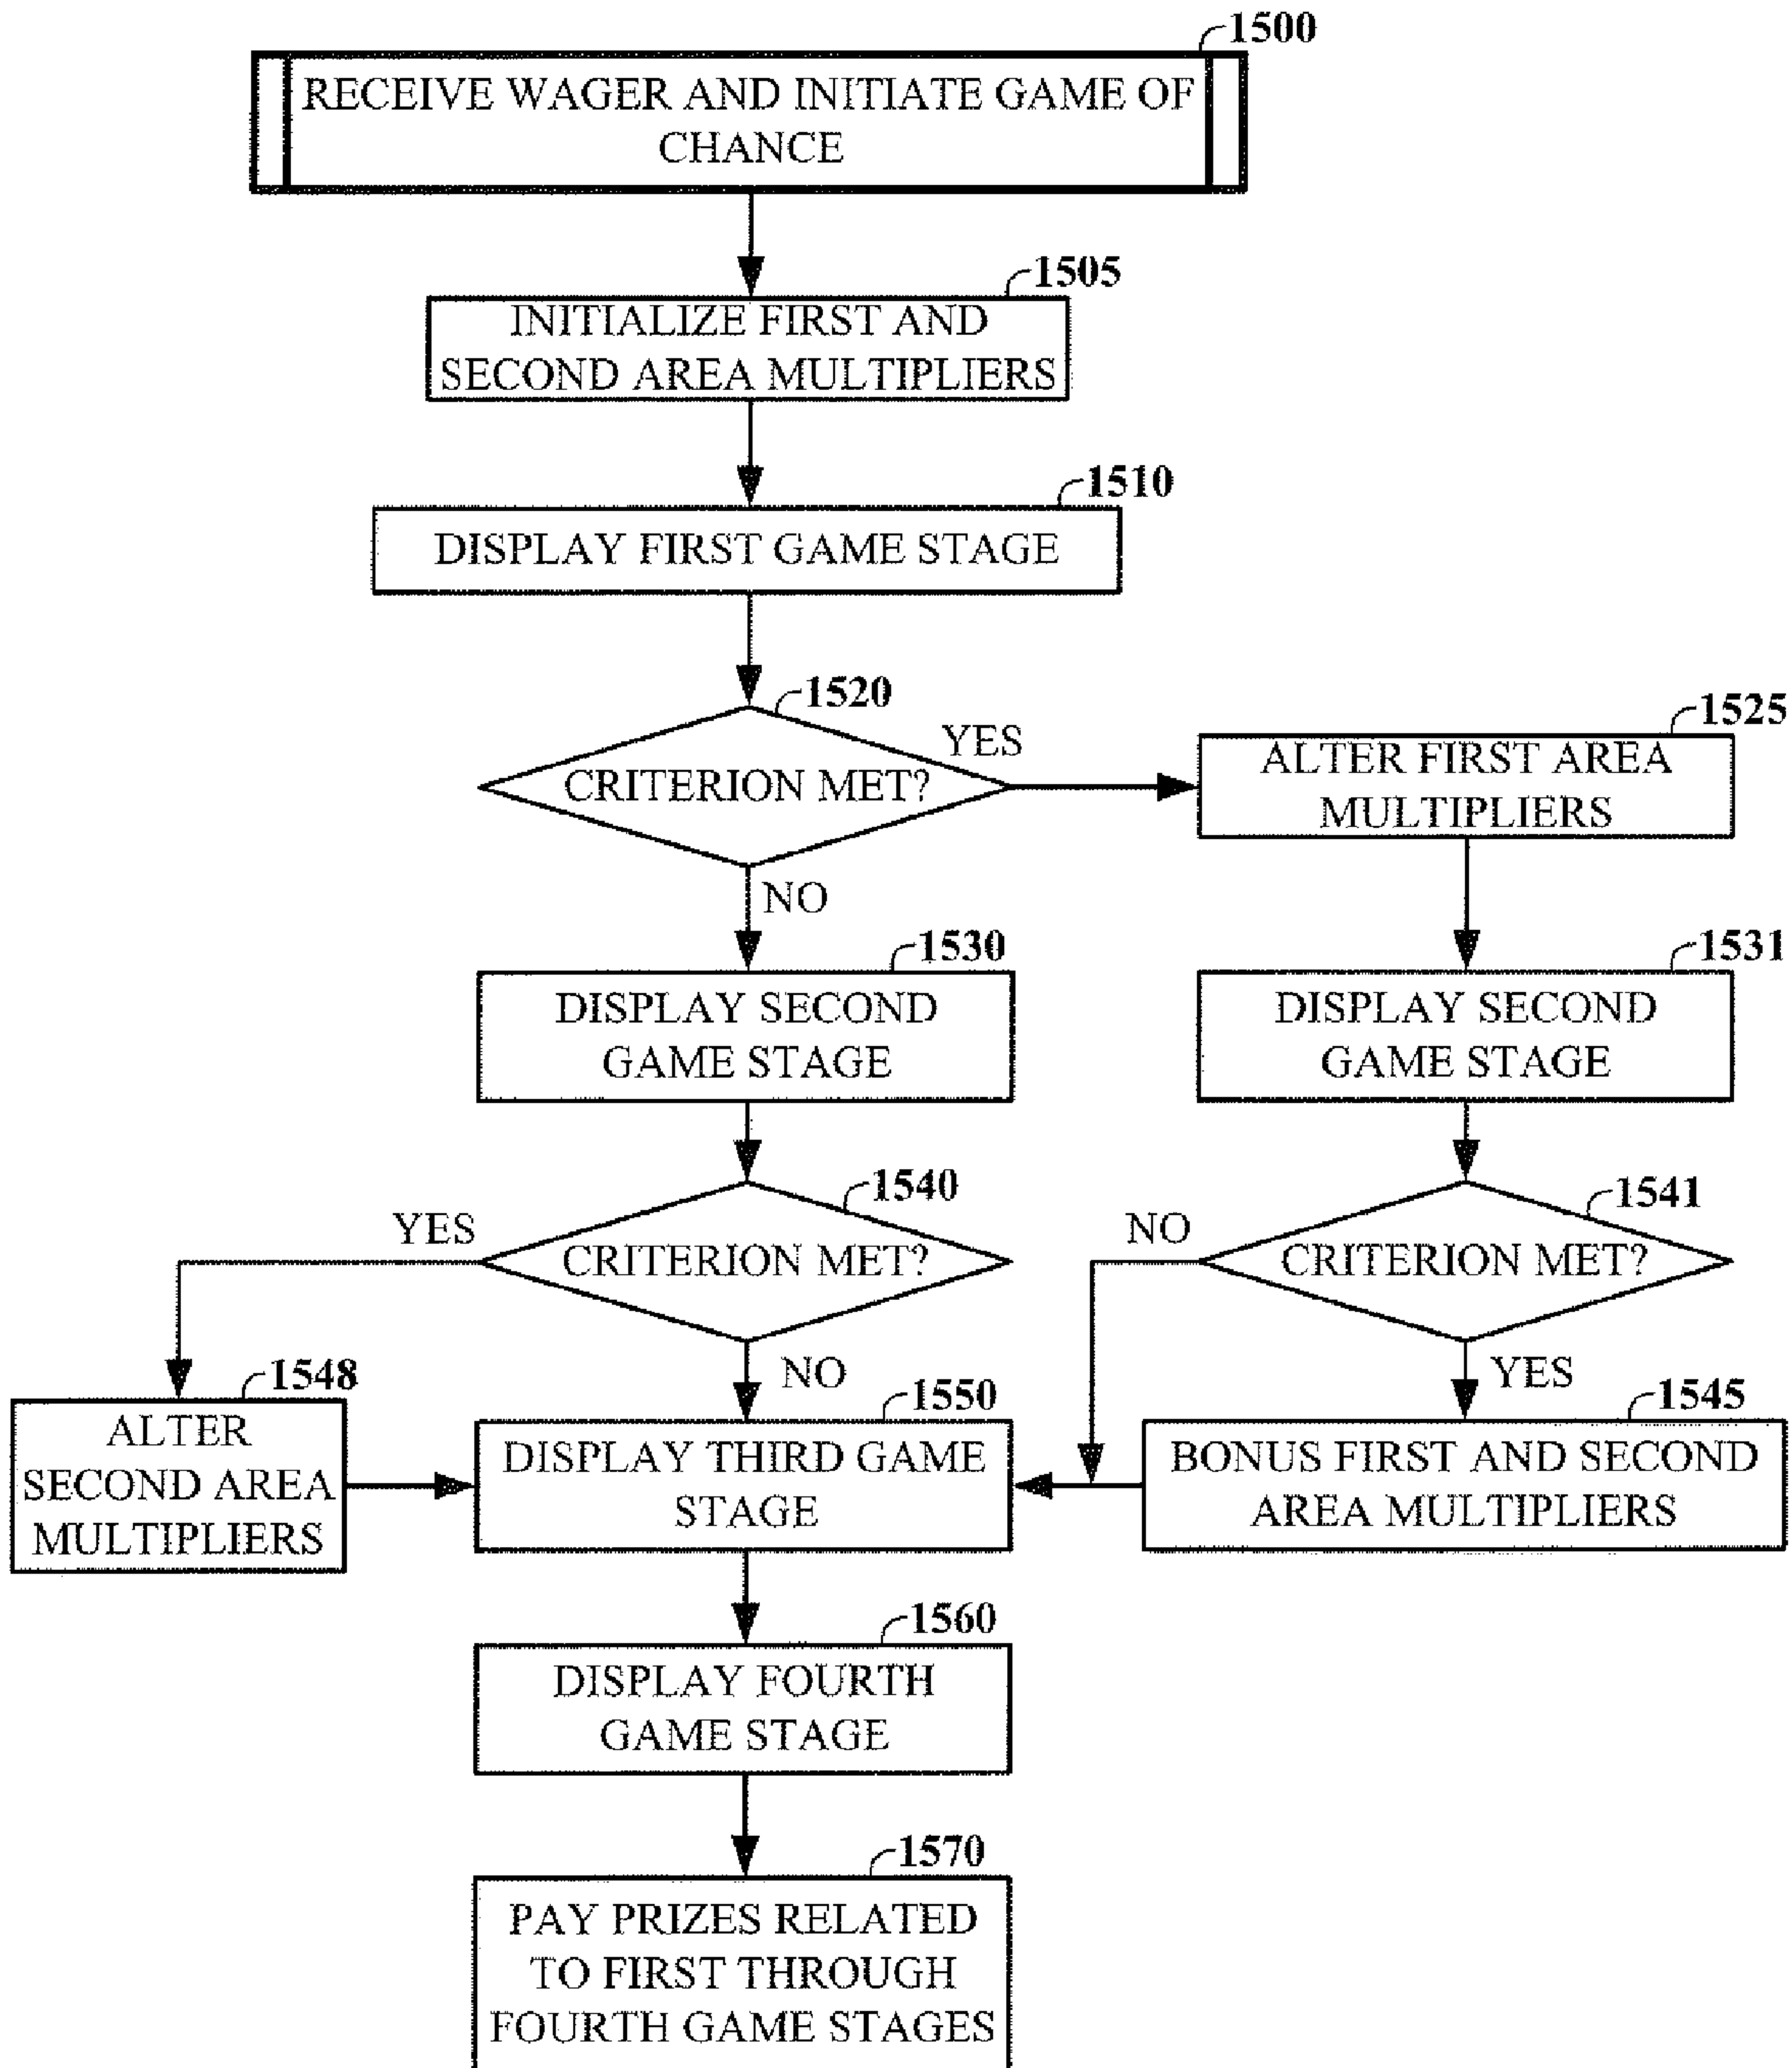 1500
RECEIVE WAGER AND INITIATE GAME OF
CHANCE
1505
INITIALIZE FIRST AND
SECOND AREA MULTIPLIERS
1510
DISPLAY FIRST GAME STAGE
1520
CRITERION MET?
YES
NO
1525
ALTER FIRST AREA
MULTIPLIERS
1530
DISPLAY SECOND
GAME STAGE
1531
DISPLAY SECOND
GAME STAGE
1540
YES
CRITERION MET?
NO
1541
NO
CRITERION MET?
YES
1548
ALTER
SECOND AREA
MULTIPLIERS
1550
DISPLAY THIRD GAME
STAGE
1545
BONUS FIRST AND SECOND
AREA MULTIPLIERS
1560
DISPLAY FOURTH
GAME STAGE
1570
PAY PRIZES RELATED
TO FIRST THROUGH
FOURTH GAME STAGES